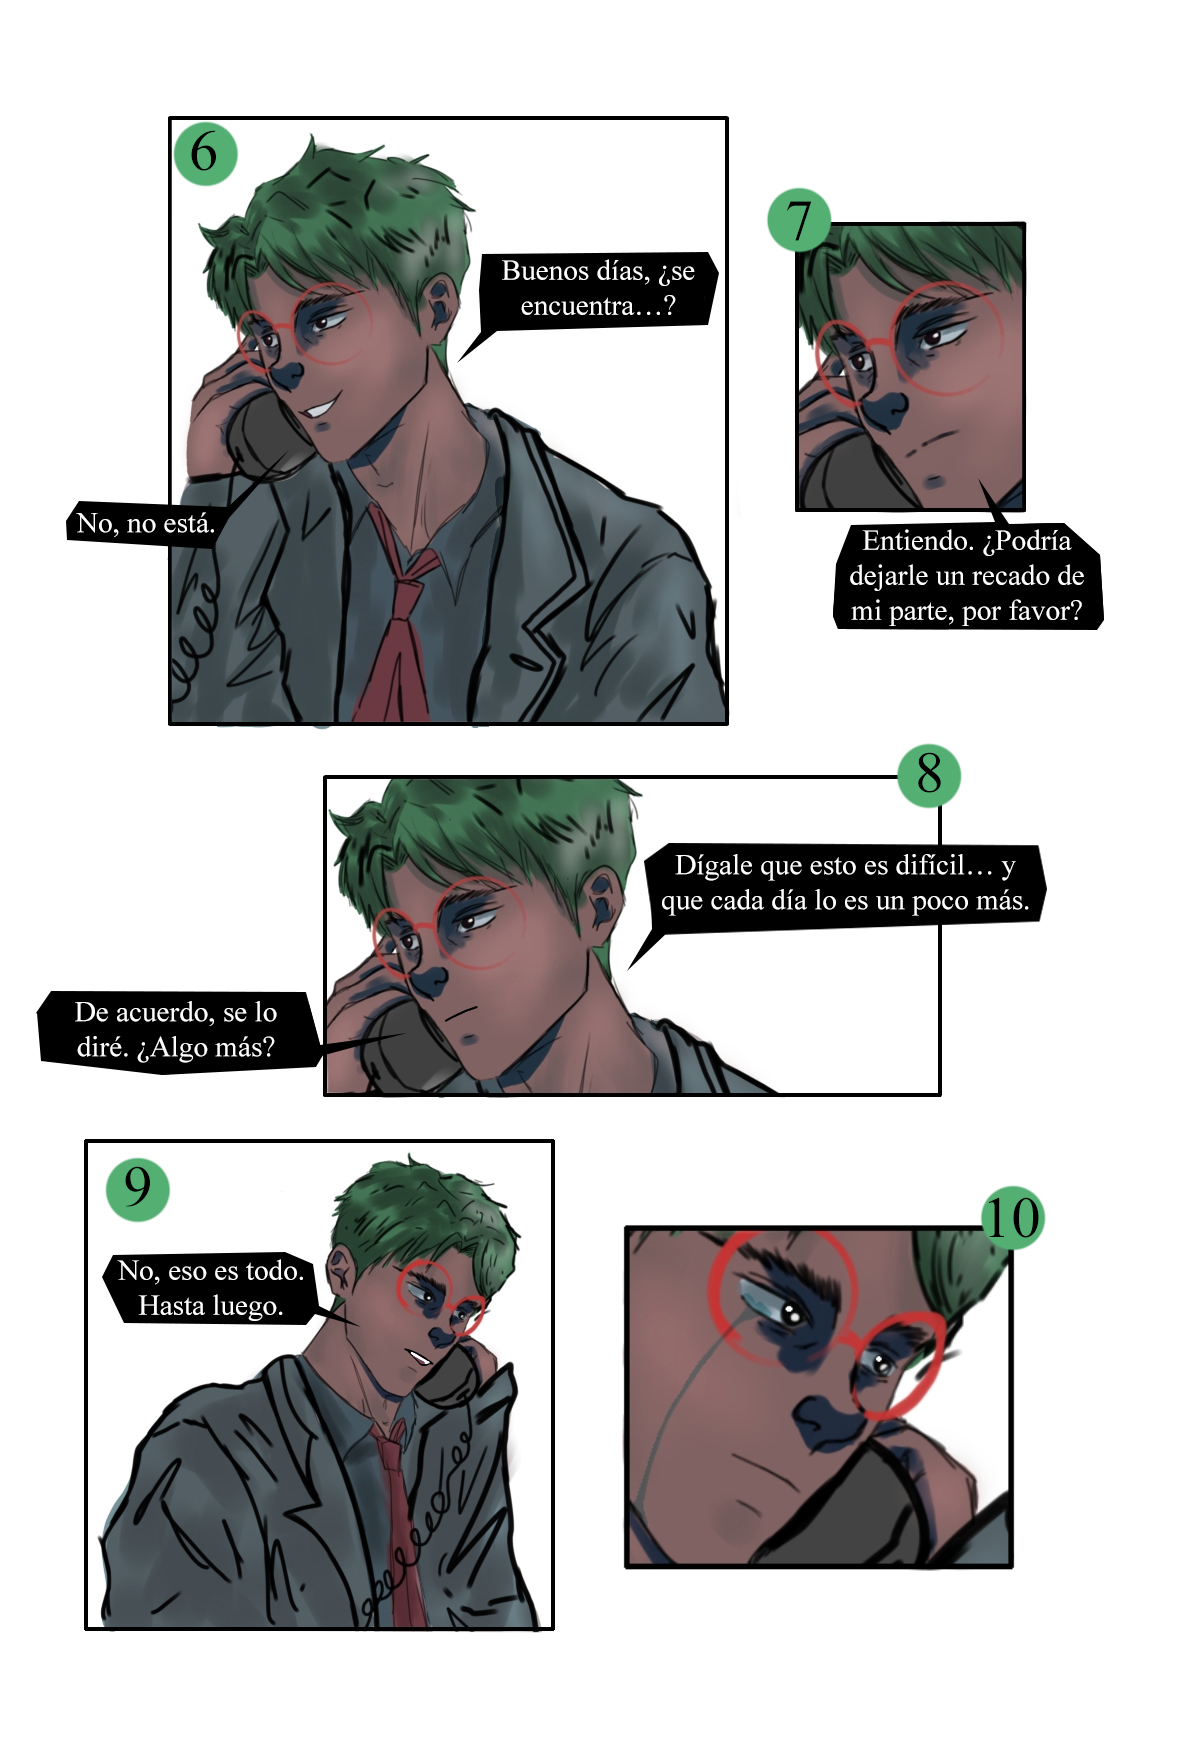 6
Buenos días, ¿se
encuentra...?
No, no está.
7
Entiendo. ¿Podría
dejarle un recado de
mi parte, por favor?
8
Dígale que esto es difícil... y
que cada día lo es un poco más.
De acuerdo, se lo
diré. ¿Algo más?
9
No, eso es todo.
Hasta luego.
10